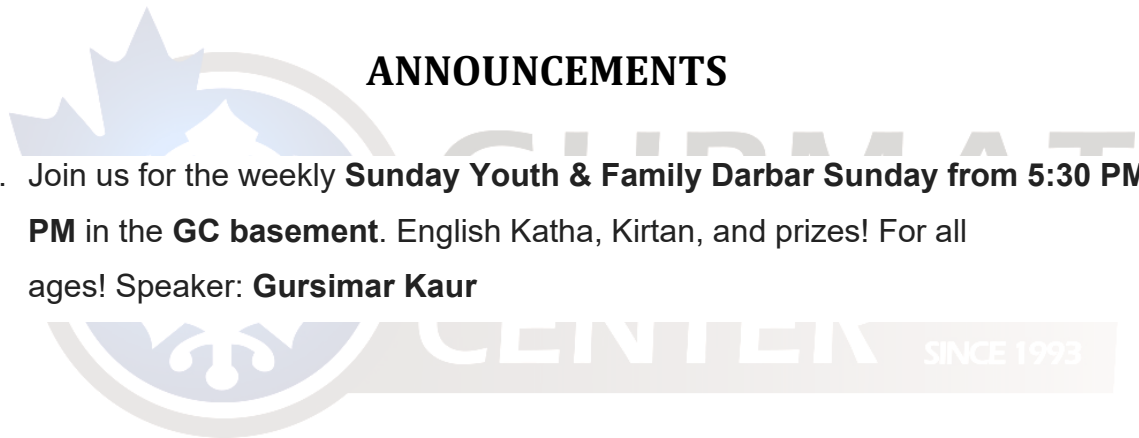 ANNOUNCEMENTS
. Join us for the weekly Sunday Youth & Family Darbar Sunday from 5:30 PM
PM in the GC basement. English Katha, Kirtan, and prizes! For all
ages! Speaker: Gursimar Kaur
CENTER SINCE 1993